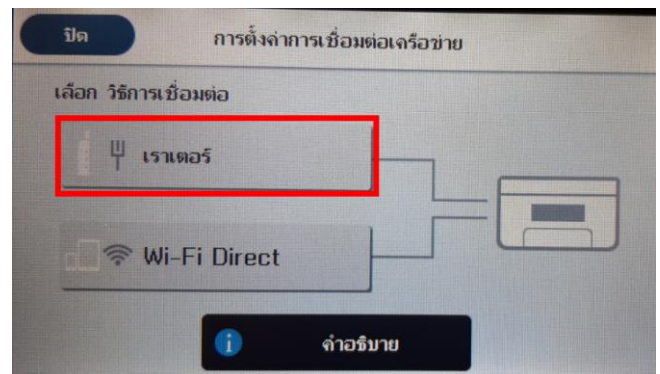 ปิด
การตั้งค่าการเชื่อมต่อเครือข่าย
เลือก วิธีการเชื่อมต่อ
เราเตอร์
Wi-Fi Direct
คำอธิบาย